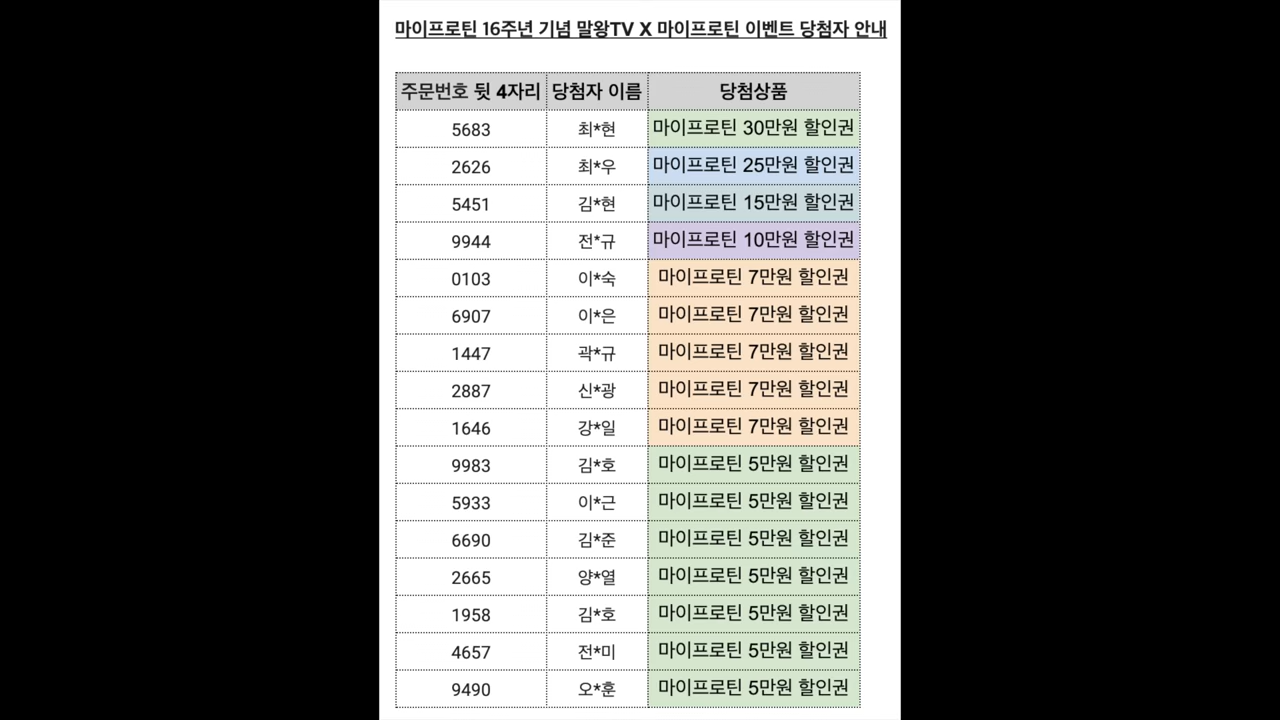 마이프로틴 16주년 기념 말왕TV X 마이프로틴 이벤트 당첨자 안내
주문번호 뒷 4자리 당첨자 이름 당첨상품
5683 최*현 마이프로틴 30만원 할인권
2626 최*우 마이프로틴 25만원 할인권
5451 김*현 마이프로틴 15만원 할인권
9944 전*규 마이프로틴 10만원 할인권
0103 이*숙 마이프로틴 7만원 할인권
6907 이*은 마이프로틴 7만원 할인권
1447 곽*규 마이프로틴 7만원 할인권
2887 신*광 마이프로틴 7만원 할인권
1646 강*일 마이프로틴 7만원 할인권
9983 김*호 마이프로틴 5만원 할인권
5933 이*근 마이프로틴 5만원 할인권
6690 김*준 마이프로틴 5만원 할인권
2665 양*열 마이프로틴 5만원 할인권
1958 김*호 마이프로틴 5만원 할인권
4657 전*미 마이프로틴 5만원 할인권
9490 오*훈 마이프로틴 5만원 할인권